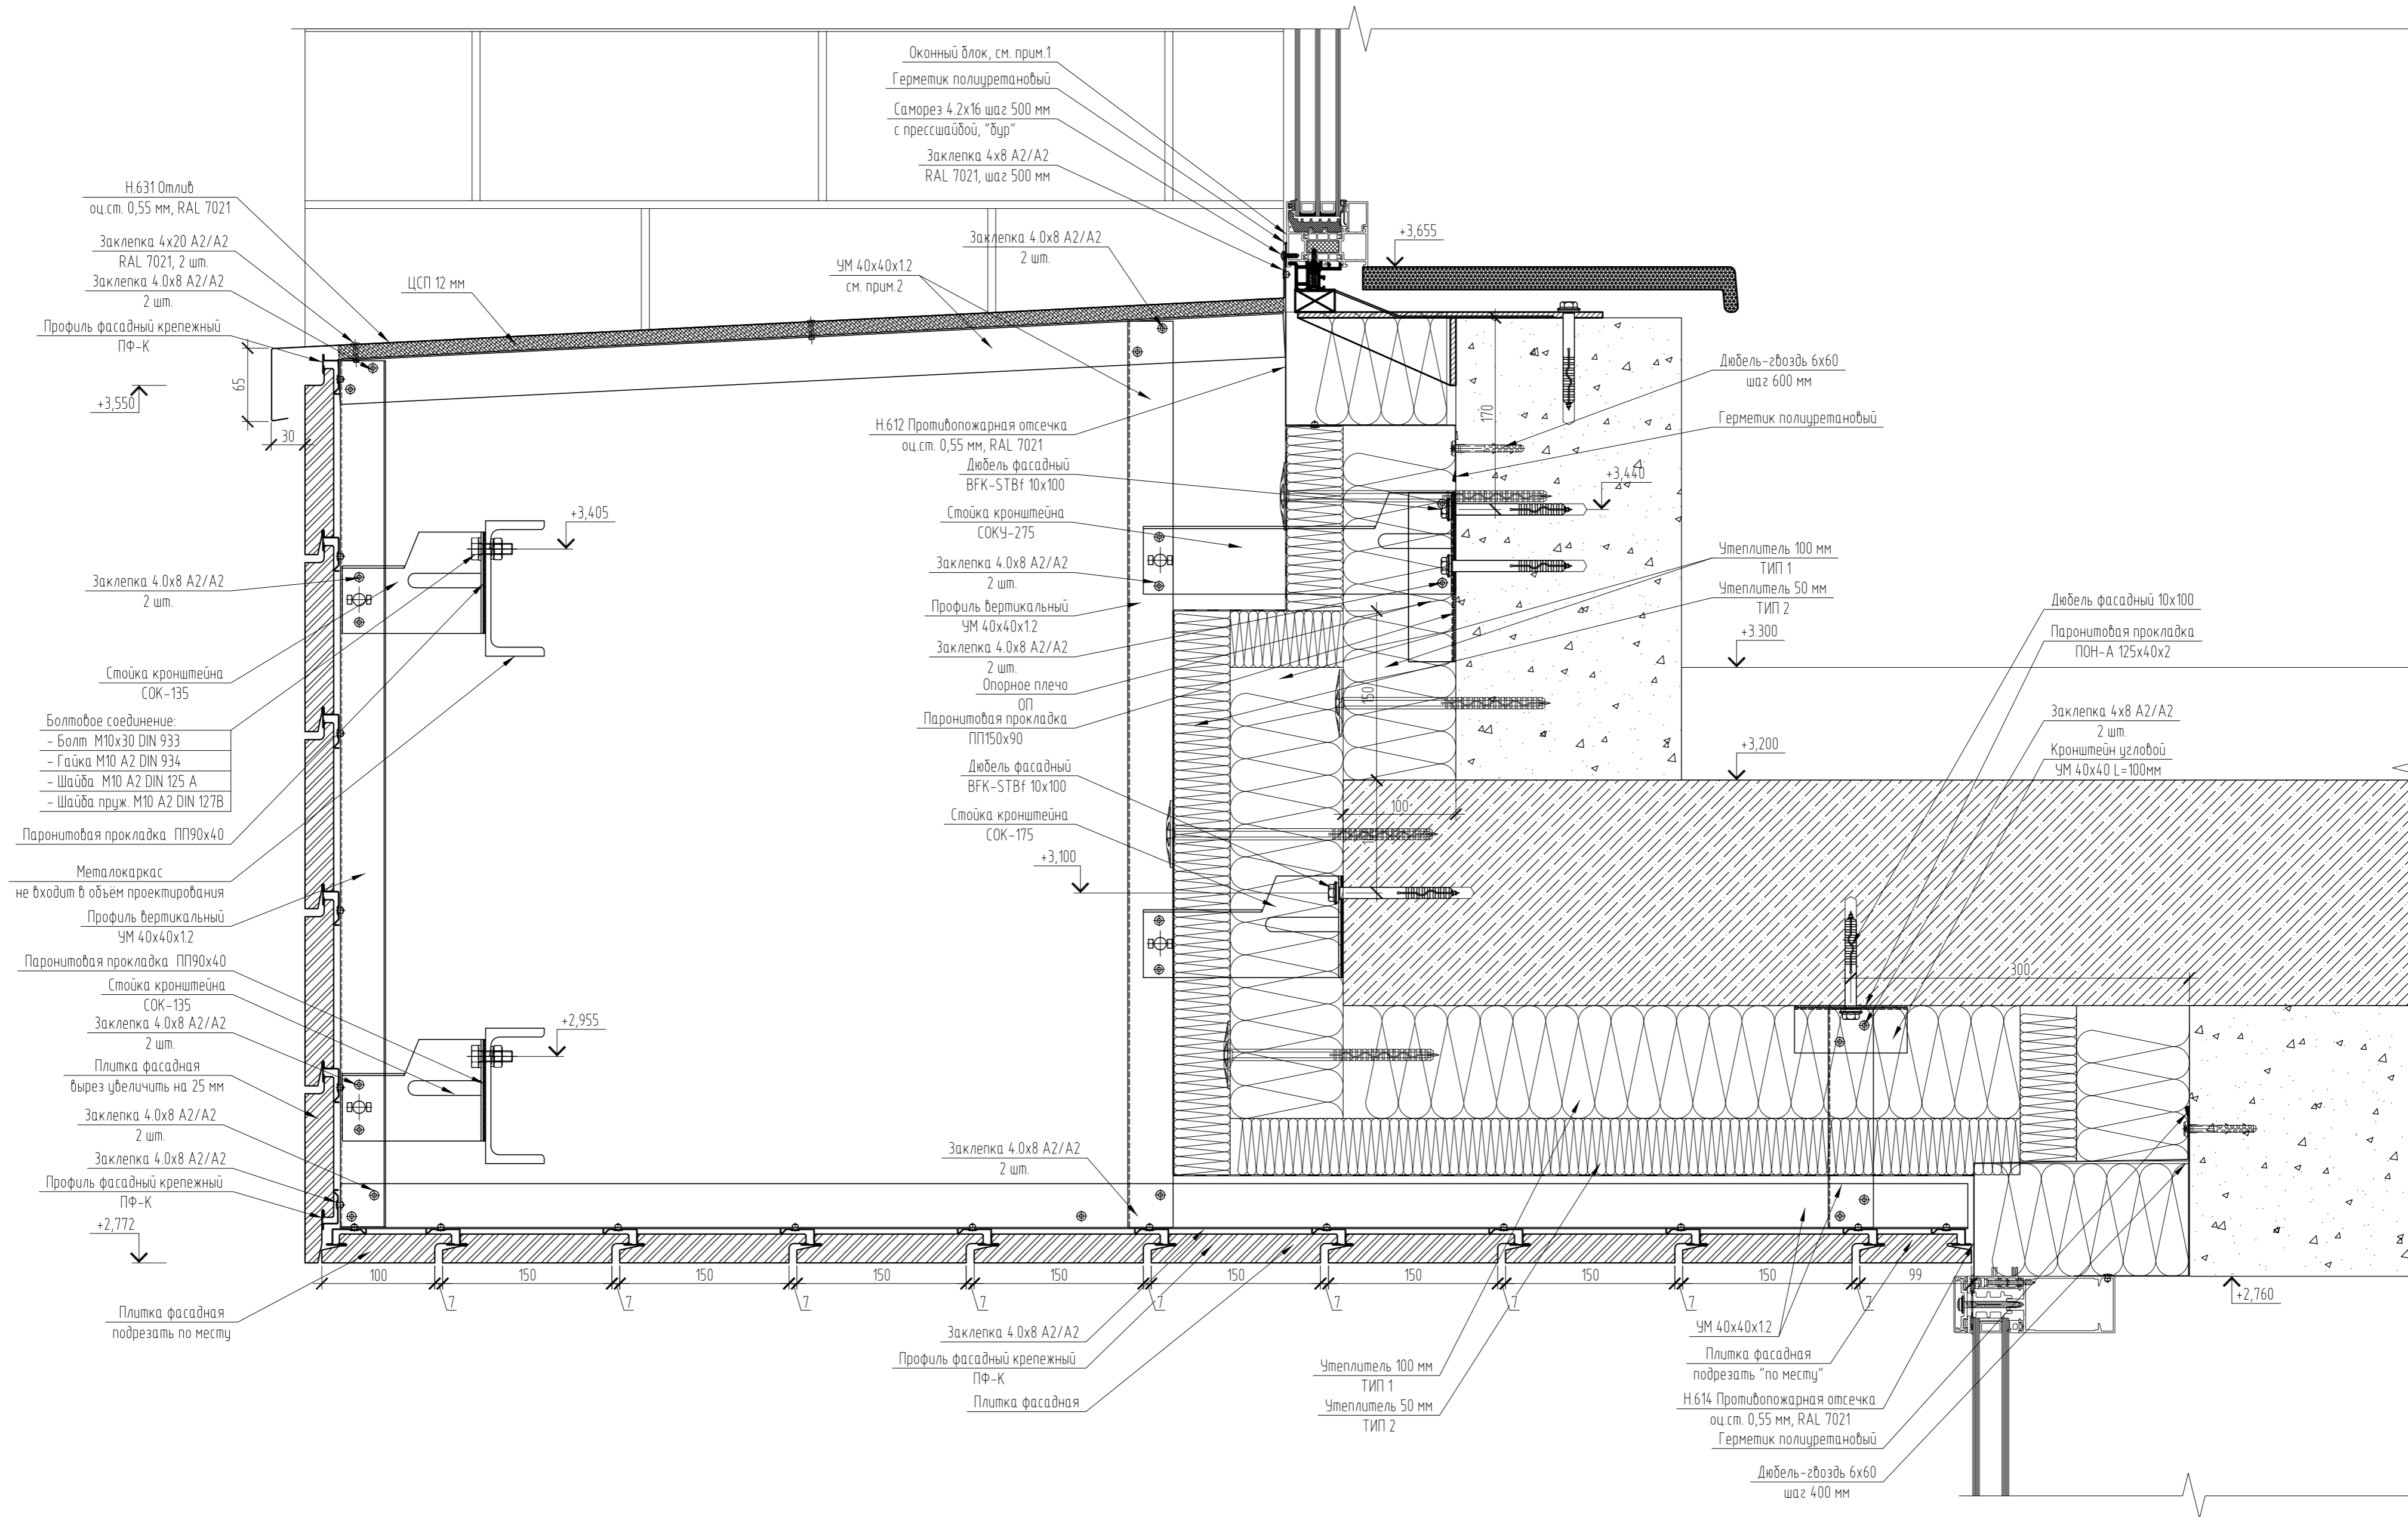 Оконный блок, см. прим.1
Герметик полиуретановый
Саморез 4.2х16 шаг 500 мм
с прессшайбой, "бур"
Заклепка 4х8 А2/А2
RAL 7021, шаг 500 мм
Н.631 Отлив
оц.ст. 0,55 мм, RAL 7021
Заклепка 4х20 А2/А2
RAL 7021, 2 шт.
Заклепка 4.0х8 А2/А2
2 шт.
Профиль фасадный крепежный
ПФ-К
ЦСП 12 мм
УМ 40х40х1.2
см. прим.2
Заклепка 4.0х8 А2/А2
2 шт.
+3,655
65
30
+3,550
Дюбель-гвоздь 6х60
шаг 600 мм
Герметик полиуретановый
170
+3,440
Н.612 Противопожарная отсечка
оц.ст. 0,55 мм, RAL 7021
Дюбель фасадный
BFK-STBf 10х100
Стойка кронштейна
СОКУ-275
Заклепка 4.0х8 А2/А2
2 шт.
Профиль вертикальный
УМ 40х40х1.2
Заклепка 4.0х8 А2/А2
2 шт.
Опорное плечо
ОП
Паронитовая прокладка
ПП150х90
Дюбель фасадный
BFK-STBf 10х100
Стойка кронштейна
СОК-175
+3,100
+3,405
Заклепка 4.0х8 А2/А2
2 шт.
Стойка кронштейна
СОК-135
Болтовое соединение:
- Болт М10х30 DIN 933
- Гайка М10 А2 DIN 934
- Шайба М10 А2 DIN 125 А
- Шайба пруж. М10 А2 DIN 127В
Паронитовая прокладка ПП90х40
Металокаркас
не входит в объём проектирования
Профиль вертикальный
УМ 40х40х1.2
Паронитовая прокладка ПП90х40
Стойка кронштейна
СОК-135
Заклепка 4.0х8 А2/А2
2 шт.
Плитка фасадная
вырез увеличить на 25 мм
Заклепка 4.0х8 А2/А2
2 шт.
Заклепка 4.0х8 А2/А2
Профиль фасадный крепежный
ПФ-К
+2,772
+2,955
Утеплитель 100 мм
ТИП 1
Утеплитель 50 мм
ТИП 2
+3.300
+3,200
Дюбель фасадный 10х100
Паронитовая прокладка
ПОН-А 125х40х2
Заклепка 4х8 А2/А2
2 шт.
Кронштейн угловой
УМ 40х40 L=100мм
150
100
300
Заклепка 4.0х8 А2/А2
2 шт.
100 150 150 150 150 150 150 150 150 99
7 7 7 7 7 7 7 7 7
+2,760
Плитка фасадная
подрезать по месту
Заклепка 4.0х8 А2/А2
Профиль фасадный крепежный
ПФ-К
Плитка фасадная
Утеплитель 100 мм
ТИП 1
Утеплитель 50 мм
ТИП 2
УМ 40х40х1.2
Плитка фасадная
подрезать "по месту"
Н.614 Противопожарная отсечка
оц.ст. 0,55 мм, RAL 7021
Герметик полиуретановый
Дюбель-гвоздь 6х60
шаг 400 мм